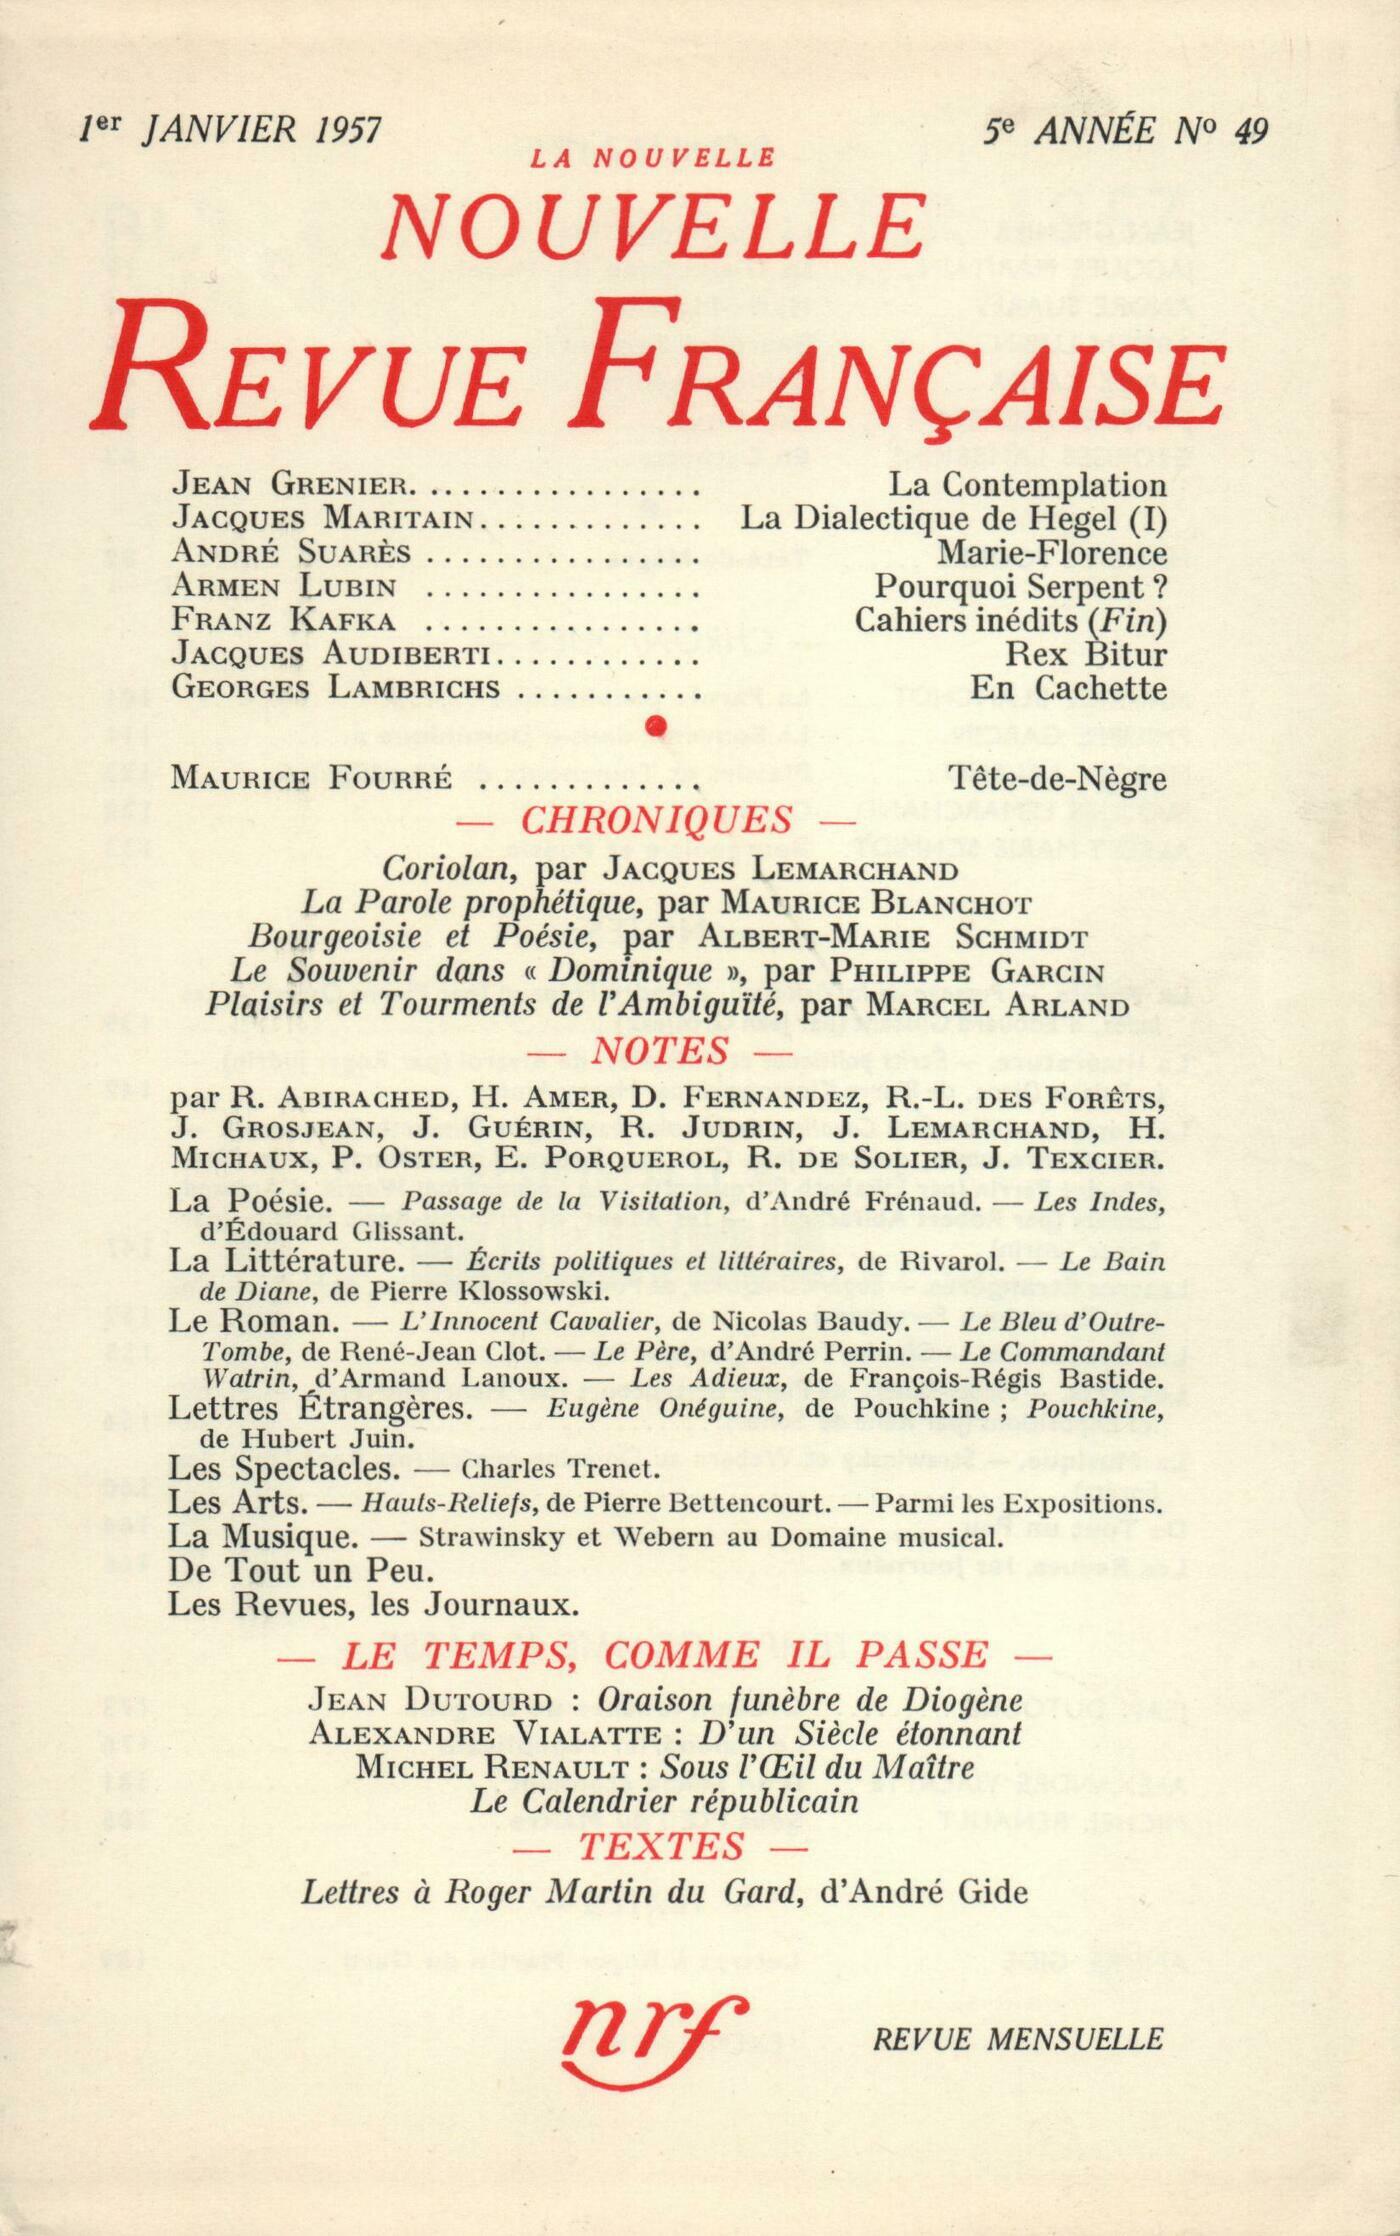 1er JANVIER 1957
5e ANNÉE No 49
LA NOUVELLE
NOUVELLE
REVUE FRANÇAISE
JEAN GRENIER. ................ La Contemplation
JACQUES MARITAIN............. La Dialectique de Hegel (I)
ANDRÉ SUARÈS ................ Marie-Florence
ARMEN LUBIN ................ Pourquoi Serpent ?
FRANZ KAFKA ................ Cahiers inédits (Fin)
JACQUES AUDIBERTI............ Rex Bitur
GEORGES LAMBRICHS ........... En Cachette
MAURICE FOURRÉ ............. Tête-de-Nègre
— CHRONIQUES —
Coriolan, par JACQUES LEMARCHAND
La Parole prophétique, par MAURICE BLANCHOT
Bourgeoisie et Poésie, par ALBERT-MARIE SCHMIDT
Le Souvenir dans « Dominique », par PHILIPPE GARCIN
Plaisirs et Tourments de l'Ambiguïté, par MARCEL ARLAND
— NOTES —
par R. ABIRACHED, H. AMER, D. FERNANDEZ, R.-L. DES FORÊTS,
J. GROSJEAN, J. GUÉRIN, R. JUDRIN, J. LEMARCHAND, H.
MICHAUX, P. OSTER, E. PORQUEROL, R. DE SOLIER, J. TEXCIER.
La Poésie. — Passage de la Visitation, d'André Frénaud. — Les Indes,
d'Édouard Glissant.
La Littérature. — Écrits politiques et littéraires, de Rivarol. — Le Bain
de Diane, de Pierre Klossowski.
Le Roman. — L'Innocent Cavalier, de Nicolas Baudy. — Le Bleu d'Outre-
Tombe, de René-Jean Clot. — Le Père, d'André Perrin. — Le Commandant
Watrin, d'Armand Lanoux. — Les Adieux, de François-Régis Bastide.
Lettres Étrangères. — Eugène Onéguine, de Pouchkine ; Pouchkine,
de Hubert Juin.
Les Spectacles. — Charles Trenet.
Les Arts. — Hauts-Reliefs, de Pierre Bettencourt. — Parmi les Expositions.
La Musique. — Strawinsky et Webern au Domaine musical.
De Tout un Peu.
Les Revues, les Journaux.
— LE TEMPS, COMME IL PASSE —
JEAN DUTOURD : Oraison funèbre de Diogène
ALEXANDRE VIALATTE : D'un Siècle étonnant
MICHEL RENAULT : Sous l'Œil du Maître
Le Calendrier républicain
— TEXTES —
Lettres à Roger Martin du Gard, d'André Gide
nrf
REVUE MENSUELLE